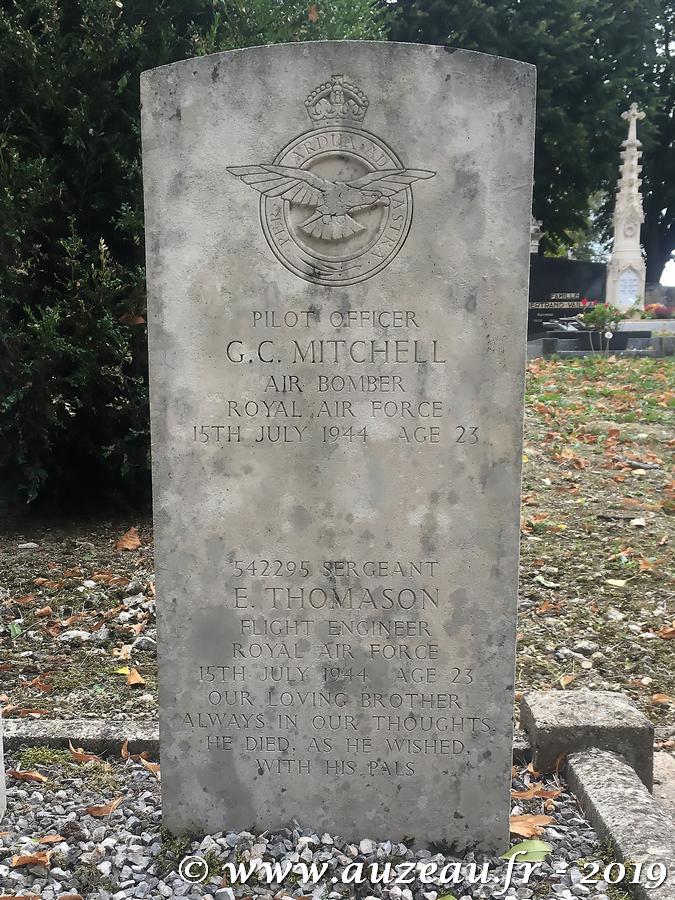 PER ARDUA AD ASTRA
PILOT OFFICER
G.C. MITCHELL
AIR BOMBER
ROYAL AIR FORCE
15TH JULY 1944 AGE 23
542295 SERGEANT
E. THOMASON
FLIGHT ENGINEER
ROYAL AIR FORCE
15TH JULY 1944 AGE 23
OUR LOVING BROTHER
ALWAYS IN OUR THOUGHTS.
HE DIED, AS HE WISHED,
WITH HIS PALS
FAMILLE
© www.auzeau.fr - 2019